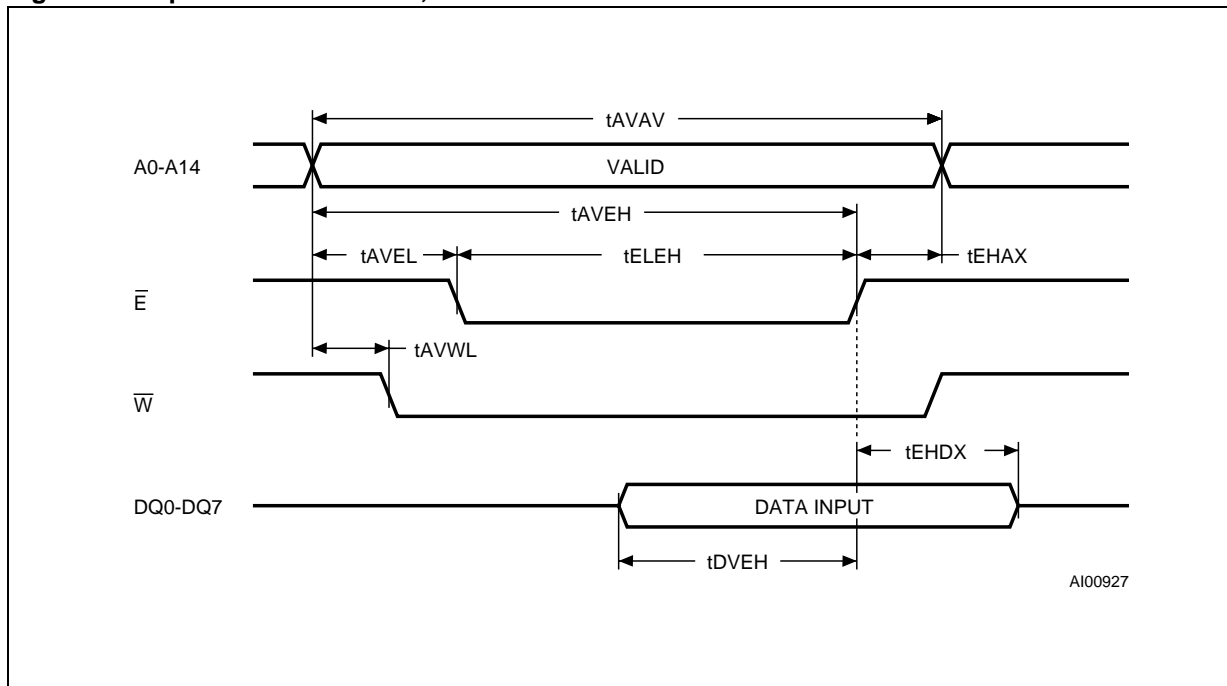 tAVAV
A0-A14
VALID
tAVEH
tAVEL
tELEH
tEHAX
E̅
tAVWL
W̅
tEHDX
DQ0-DQ7
DATA INPUT
tDVEH
AI00927